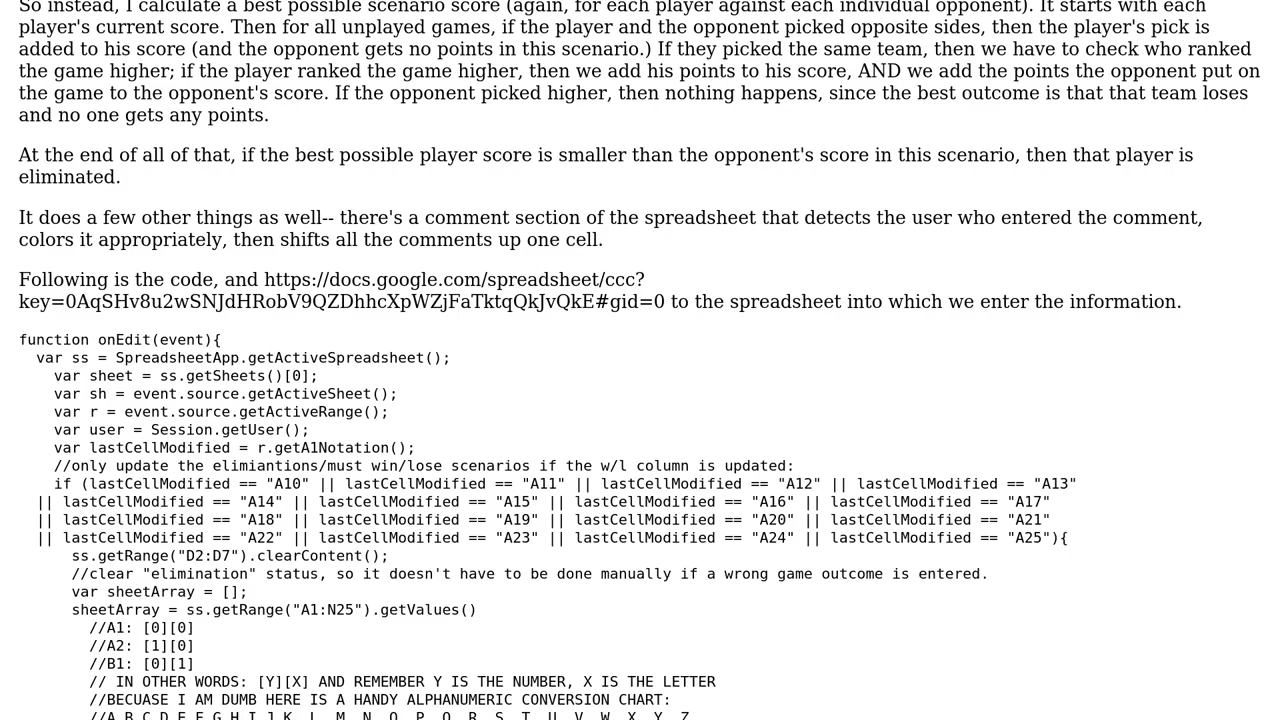 So instead, I calculate a best possible scenario score (again, for each player against each individual opponent). It starts with each
player's current score. Then for all unplayed games, if the player and the opponent picked opposite sides, then the player's pick is
added to his score (and the opponent gets no points in this scenario.) If they picked the same team, then we have to check who ranked
the game higher; if the player ranked the game higher, then we add his points to his score, AND we add the points the opponent put on
the game to the opponent's score. If the opponent picked higher, then nothing happens, since the best outcome is that that team loses
and no one gets any points.
At the end of all of that, if the best possible player score is smaller than the opponent's score in this scenario, then that player is
eliminated.
It does a few other things as well-- there's a comment section of the spreadsheet that detects the user who entered the comment,
colors it appropriately, then shifts all the comments up one cell.
Following is the code, and https://docs.google.com/spreadsheet/ccc?
key=0AqSHv8u2wSNJdHRobV9QZDhhcXpWZjFaTktqQkJvQkE#gid=0 to the spreadsheet into which we enter the information.
function onEdit(event){
  var ss = SpreadsheetApp.getActiveSpreadsheet();
    var sheet = ss.getSheets()[0];
    var sh = event.source.getActiveSheet();
    var r = event.source.getActiveRange();
    var user = Session.getUser();
    var lastCellModified = r.getA1Notation();
    //only update the elimiantions/must win/lose scenarios if the w/l column is updated:
    if (lastCellModified == "A10" || lastCellModified == "A11" || lastCellModified == "A12" || lastCellModified == "A13"
  || lastCellModified == "A14" || lastCellModified == "A15" || lastCellModified == "A16" || lastCellModified == "A17"
  || lastCellModified == "A18" || lastCellModified == "A19" || lastCellModified == "A20" || lastCellModified == "A21"
  || lastCellModified == "A22" || lastCellModified == "A23" || lastCellModified == "A24" || lastCellModified == "A25"){
      ss.getRange("D2:D7").clearContent();
      //clear "elimination" status, so it doesn't have to be done manually if a wrong game outcome is entered.
      var sheetArray = [];
      sheetArray = ss.getRange("A1:N25").getValues()
        //A1: [0][0]
        //A2: [1][0]
        //B1: [0][1]
        // IN OTHER WORDS: [Y][X] AND REMEMBER Y IS THE NUMBER, X IS THE LETTER
        //BECUASE I AM DUMB HERE IS A HANDY ALPHANUMERIC CONVERSION CHART:
        //A B C D E F G H I J K  L  M  N  O  P  Q  R  S  T  U  V  W  X  Y  Z